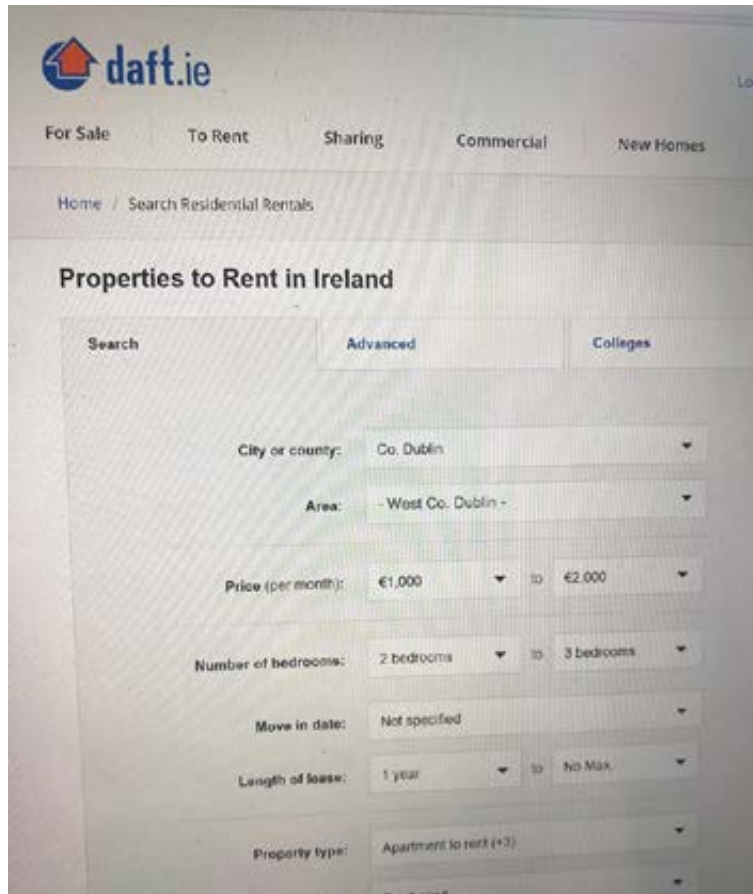 daft.ie
For Sale To Rent Sharing Commercial New Homes
Home / Search Residential Rentals
Properties to Rent in Ireland
Search Advanced Colleges
City or county: Co. Dublin
Area: - West Co. Dublin -
Price (per month): €1,000 to €2,000
Number of bedrooms: 2 bedrooms to 3 bedrooms
Move in date: Not specified
Length of lease: 1 year to No Max.
Property type: Apartment to rent (+3)